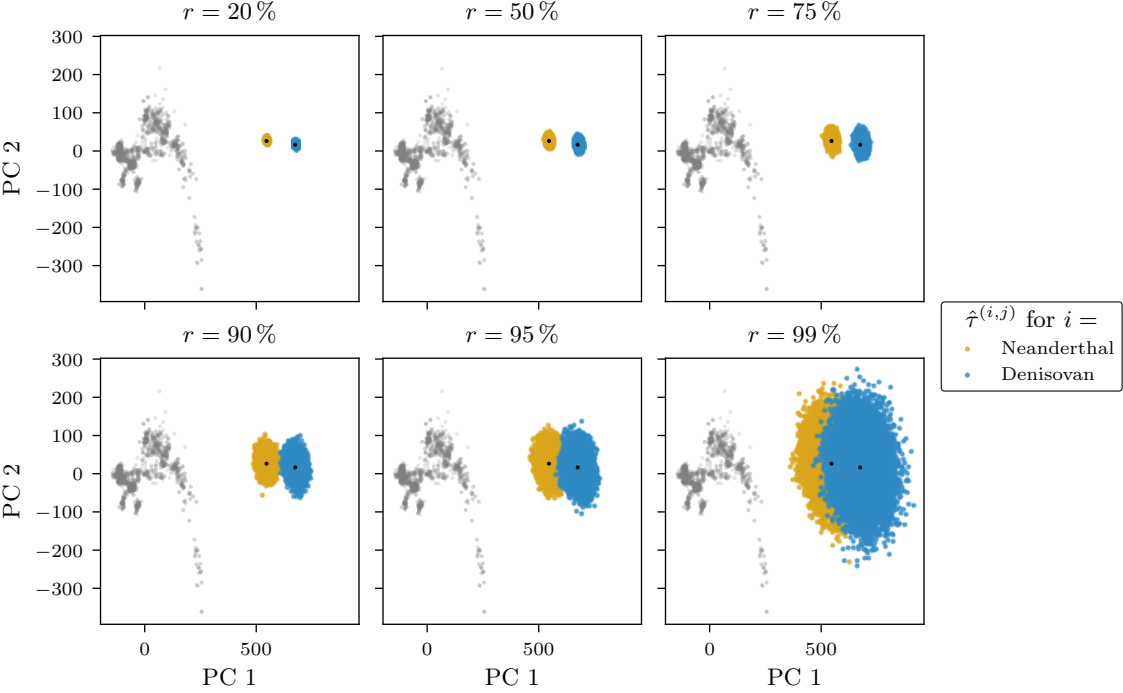 r = 20 %
r = 50 %
r = 75 %
300
200
100
0
−100
−200
−300
PC 2
r = 90 %
r = 95 %
r = 99 %
300
200
100
0
−100
−200
−300
PC 2
0
500
0
500
0
500
PC 1
PC 1
PC 1
τ̂^(i,j) for i =
Neanderthal
Denisovan